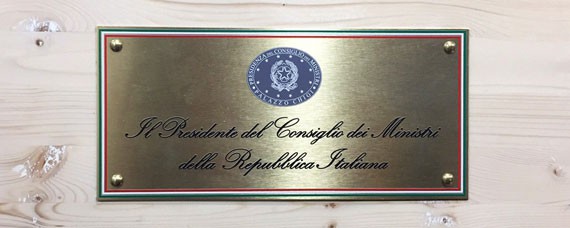 PRESIDENZA DEL CONSIGLIO DEI MINISTRI
PALAZZO CHIGI
Il Presidente del Consiglio dei Ministri
della Repubblica Italiana